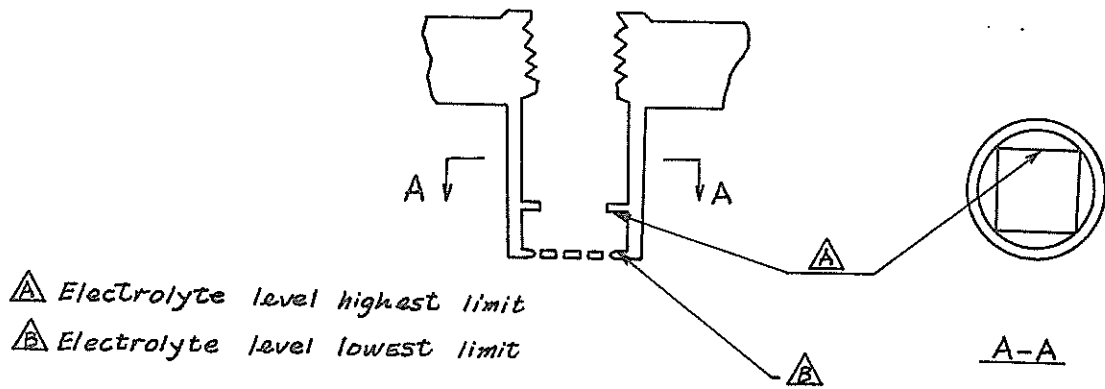 A A
A
A Electrolyte level highest limit
B Electrolyte level lowest limit
A-A
B